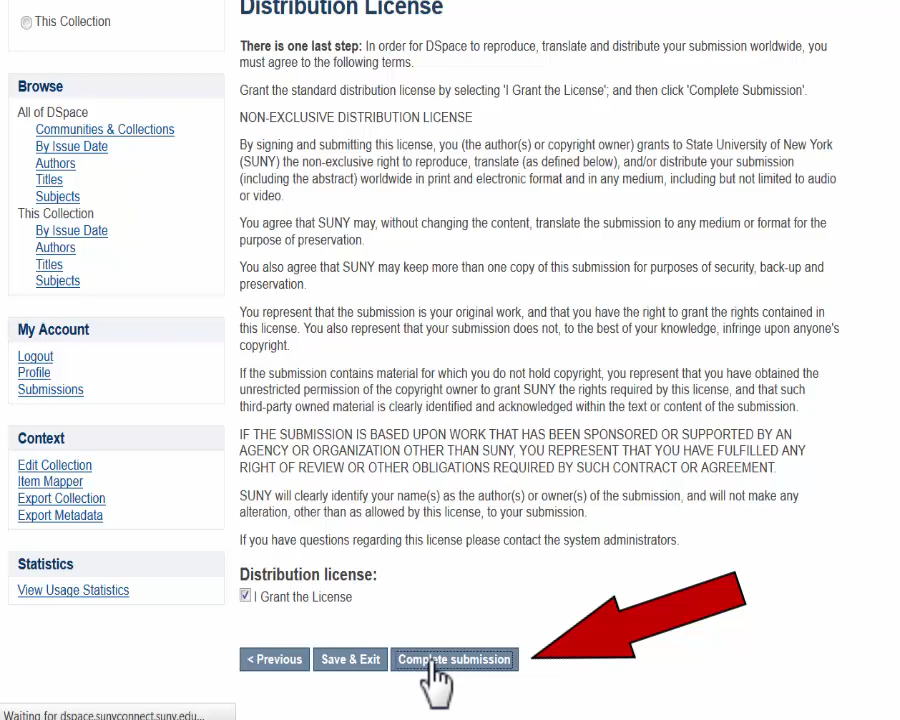 This Collection
Browse
All of DSpace
Communities & Collections
By Issue Date
Authors
Titles
Subjects
This Collection
By Issue Date
Authors
Titles
Subjects
My Account
Logout
Profile
Submissions
Context
Edit Collection
Item Mapper
Export Collection
Export Metadata
Statistics
View Usage Statistics
Distribution License
There is one last step: In order for DSpace to reproduce, translate and distribute your submission worldwide, you
must agree to the following terms.
Grant the standard distribution license by selecting 'I Grant the License'; and then click 'Complete Submission'.
NON-EXCLUSIVE DISTRIBUTION LICENSE
By signing and submitting this license, you (the author(s) or copyright owner) grants to State University of New York
(SUNY) the non-exclusive right to reproduce, translate (as defined below), and/or distribute your submission
(including the abstract) worldwide in print and electronic format and in any medium, including but not limited to audio
or video.
You agree that SUNY may, without changing the content, translate the submission to any medium or format for the
purpose of preservation.
You also agree that SUNY may keep more than one copy of this submission for purposes of security, back-up and
preservation.
You represent that the submission is your original work, and that you have the right to grant the rights contained in
this license. You also represent that your submission does not, to the best of your knowledge, infringe upon anyone's
copyright.
If the submission contains material for which you do not hold copyright, you represent that you have obtained the
unrestricted permission of the copyright owner to grant SUNY the rights required by this license, and that such
third-party owned material is clearly identified and acknowledged within the text or content of the submission.
IF THE SUBMISSION IS BASED UPON WORK THAT HAS BEEN SPONSORED OR SUPPORTED BY AN
AGENCY OR ORGANIZATION OTHER THAN SUNY, YOU REPRESENT THAT YOU HAVE FULFILLED ANY
RIGHT OF REVIEW OR OTHER OBLIGATIONS REQUIRED BY SUCH CONTRACT OR AGREEMENT.
SUNY will clearly identify your name(s) as the author(s) or owner(s) of the submission, and will not make any
alteration, other than as allowed by this license, to your submission.
If you have questions regarding this license please contact the system administrators.
Distribution license:
I Grant the License
< Previous
Save & Exit
Complete submission
Waiting for dspace.sunyconnect.suny.edu...